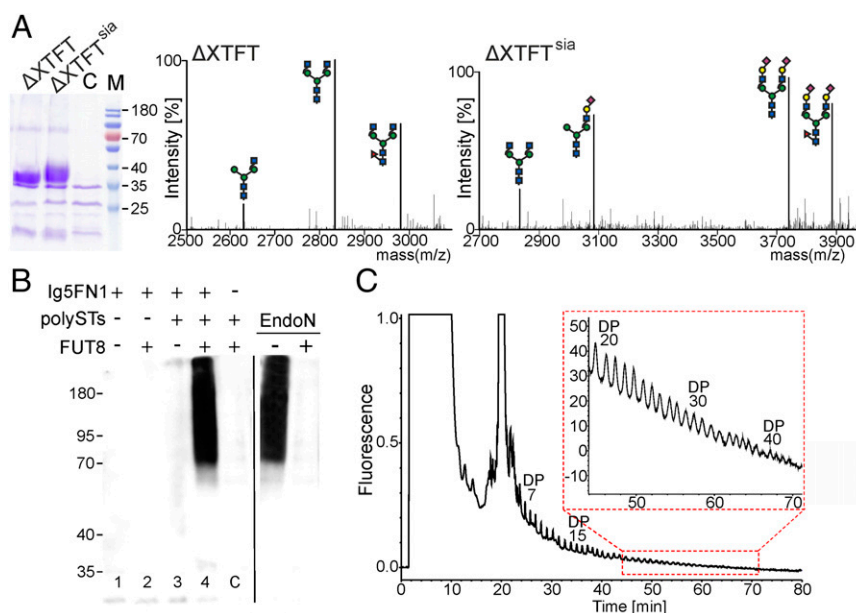 A
ΔXTFT
ΔXTFTsia
C
M
180
70
40
35
25
ΔXTFT
100
Intensity [%]
0
2500 2600 2700 2800 2900 3000
mass(m/z)
ΔXTFTsia
100
Intensity [%]
0
2700 2900 3100 3300 3500 3700 3900
mass(m/z)
B
Ig5FN1 + + + + -
polySTs - - + + + EndoN
FUT8 - + - + + - +
180
95
70
40
35
1 2 3 4 C
C
1.0
Fluorescence
0.5
0.0
DP
7
DP
15
0 10 20 30 40 50 60 70 80
Time [min]
50
40
30
20
10
0
-10
DP
20
DP
30
DP
40
50 60 70